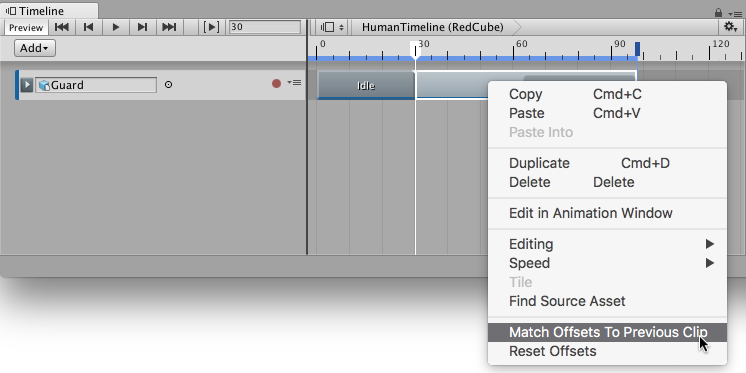 Timeline
Preview
30
HumanTimeline (RedCube)
Add
0 30 60 90 120
Guard
Idle
Copy Cmd+C
Paste Cmd+V
Paste Into
Duplicate Cmd+D
Delete Delete
Edit in Animation Window
Editing
Speed
Tile
Find Source Asset
Match Offsets To Previous Clip
Reset Offsets